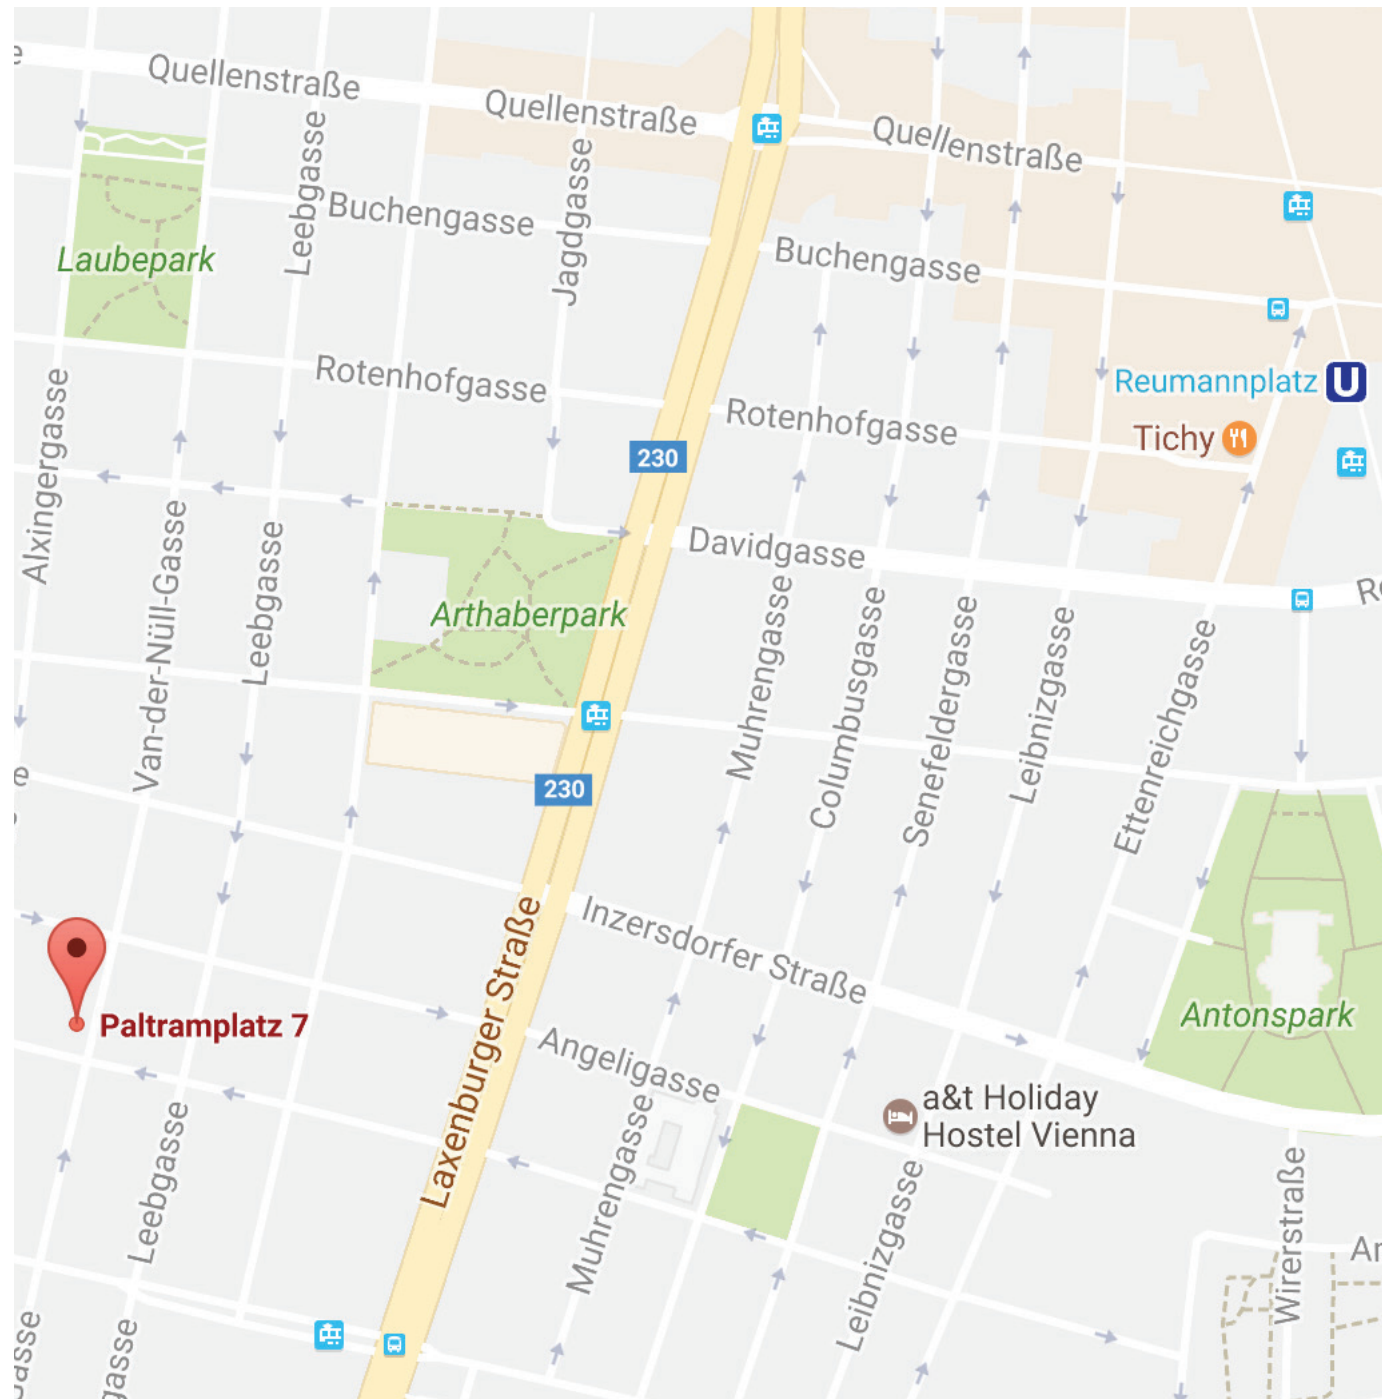 Quellenstraße
Quellenstraße
Quellenstraße
Leebgasse
Jagdgasse
Buchengasse
Buchengasse
Laubepark
Rotenhofgasse
Rotenhofgasse
Reumannplatz U
Tichy
230
Alxingergasse
Van-der-Nüll-Gasse
Leebgasse
Davidgasse
Arthaberpark
Muhrengasse
Columbusgasse
Senefeldergasse
Leibnizgasse
Ettenreichgasse
230
Inzersdorfer Straße
Laxenburger Straße
Paltramplatz 7
Antonspark
Angeligasse
a&t Holiday
Hostel Vienna
Leebgasse
Muhrengasse
Leibnizgasse
Wirerstraße
gasse